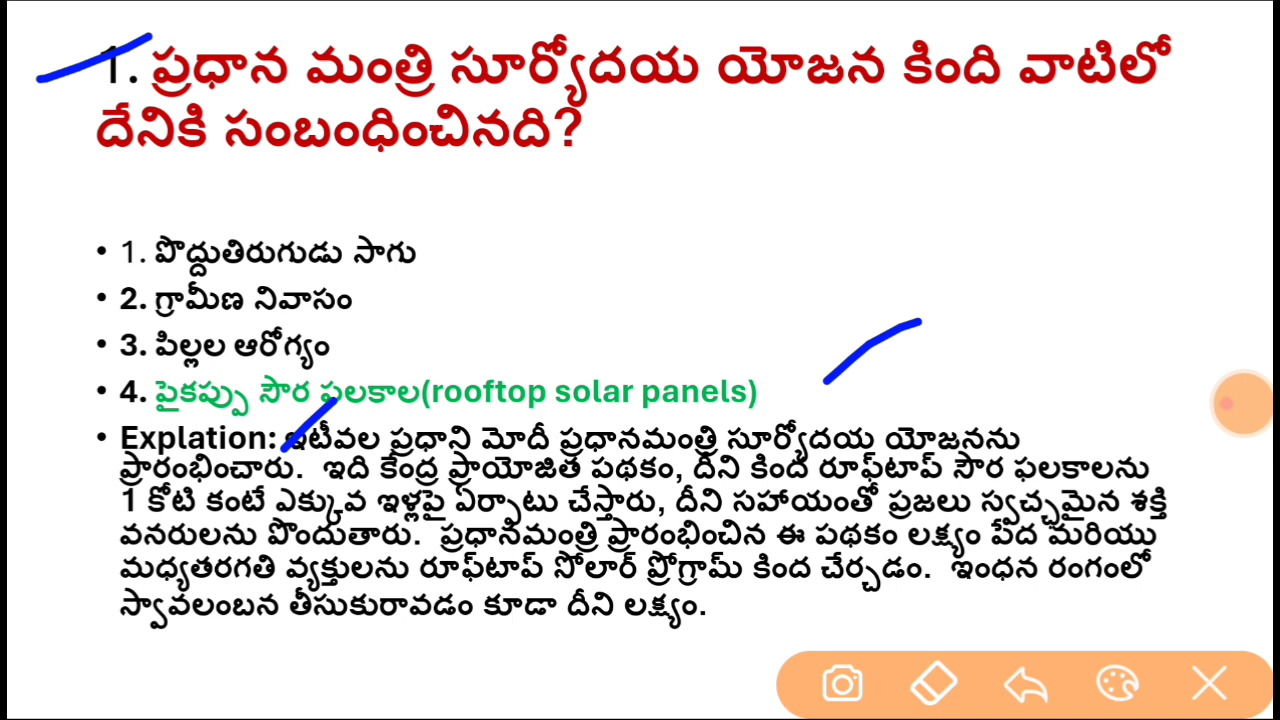 1. ప్రధాన మంత్రి సూర్యోదయ యోజన కింది వాటిలో
దేనికి సంబంధించినది?
• 1. పొద్దుతిరుగుడు సాగు
• 2. గ్రామీణ నివాసం
• 3. పిల్లల ఆరోగ్యం
• 4. పైకప్పు సౌర ఫలకాల(rooftop solar panels)
• Explation: ఇటీవల ప్రధాని మోదీ ప్రధానమంత్రి సూర్యోదయ యోజనను
ప్రారంభించారు. ఇది కేంద్ర ప్రాయోజిత పథకం, దీని కింద రూఫ్‌టాప్ సౌర ఫలకాలను
1 కోటి కంటే ఎక్కువ ఇళ్లపై ఏర్పాటు చేస్తారు, దీని సహాయంతో ప్రజలు స్వచ్ఛమైన శక్తి
వనరులను పొందుతారు. ప్రధానమంత్రి ప్రారంభించిన ఈ పథకం లక్ష్యం పేద మరియు
మధ్యతరగతి వ్యక్తులను రూఫ్‌టాప్ సోలార్ ప్రోగ్రామ్ కింద చేర్చడం. ఇంధన రంగంలో
స్వావలంబన తీసుకురావడం కూడా దీని లక్ష్యం.